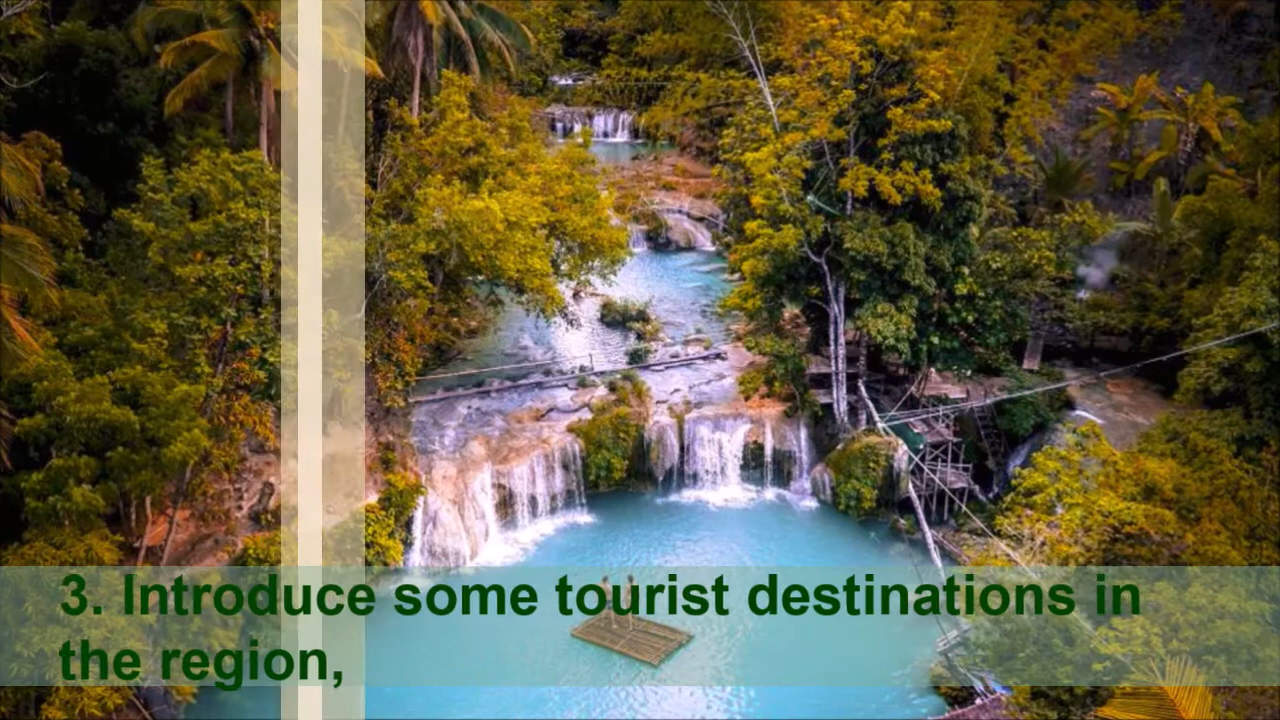 3. Introduce some tourist destinations in
the region,